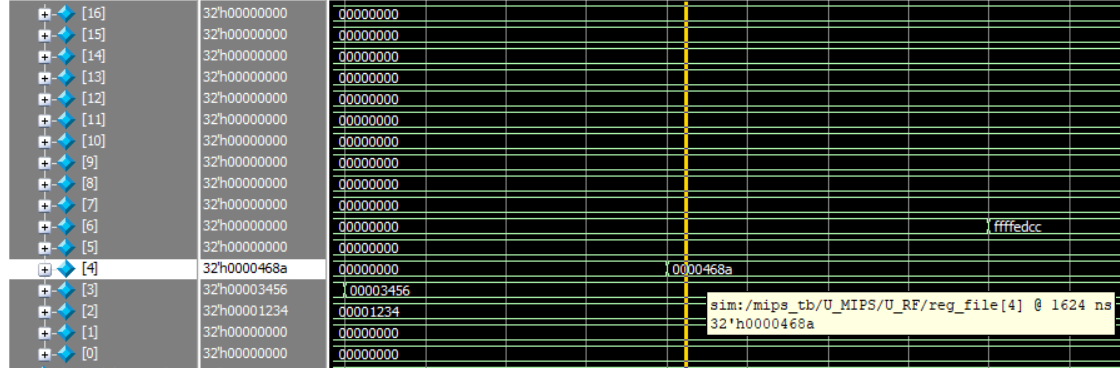 [16] 32'h00000000 00000000
[15] 32'h00000000 00000000
[14] 32'h00000000 00000000
[13] 32'h00000000 00000000
[12] 32'h00000000 00000000
[11] 32'h00000000 00000000
[10] 32'h00000000 00000000
[9] 32'h00000000 00000000
[8] 32'h00000000 00000000
[7] 32'h00000000 00000000
[6] 32'h00000000 00000000 ffffedcc
[5] 32'h00000000 00000000
[4] 32'h0000468a 00000000 0000468a
[3] 32'h00003456 00003456
[2] 32'h00001234 00001234
sim:/mips_tb/U_MIPS/U_RF/reg_file[4] @ 1624 ns
32'h0000468a
[1] 32'h00000000 00000000
[0] 32'h00000000 00000000